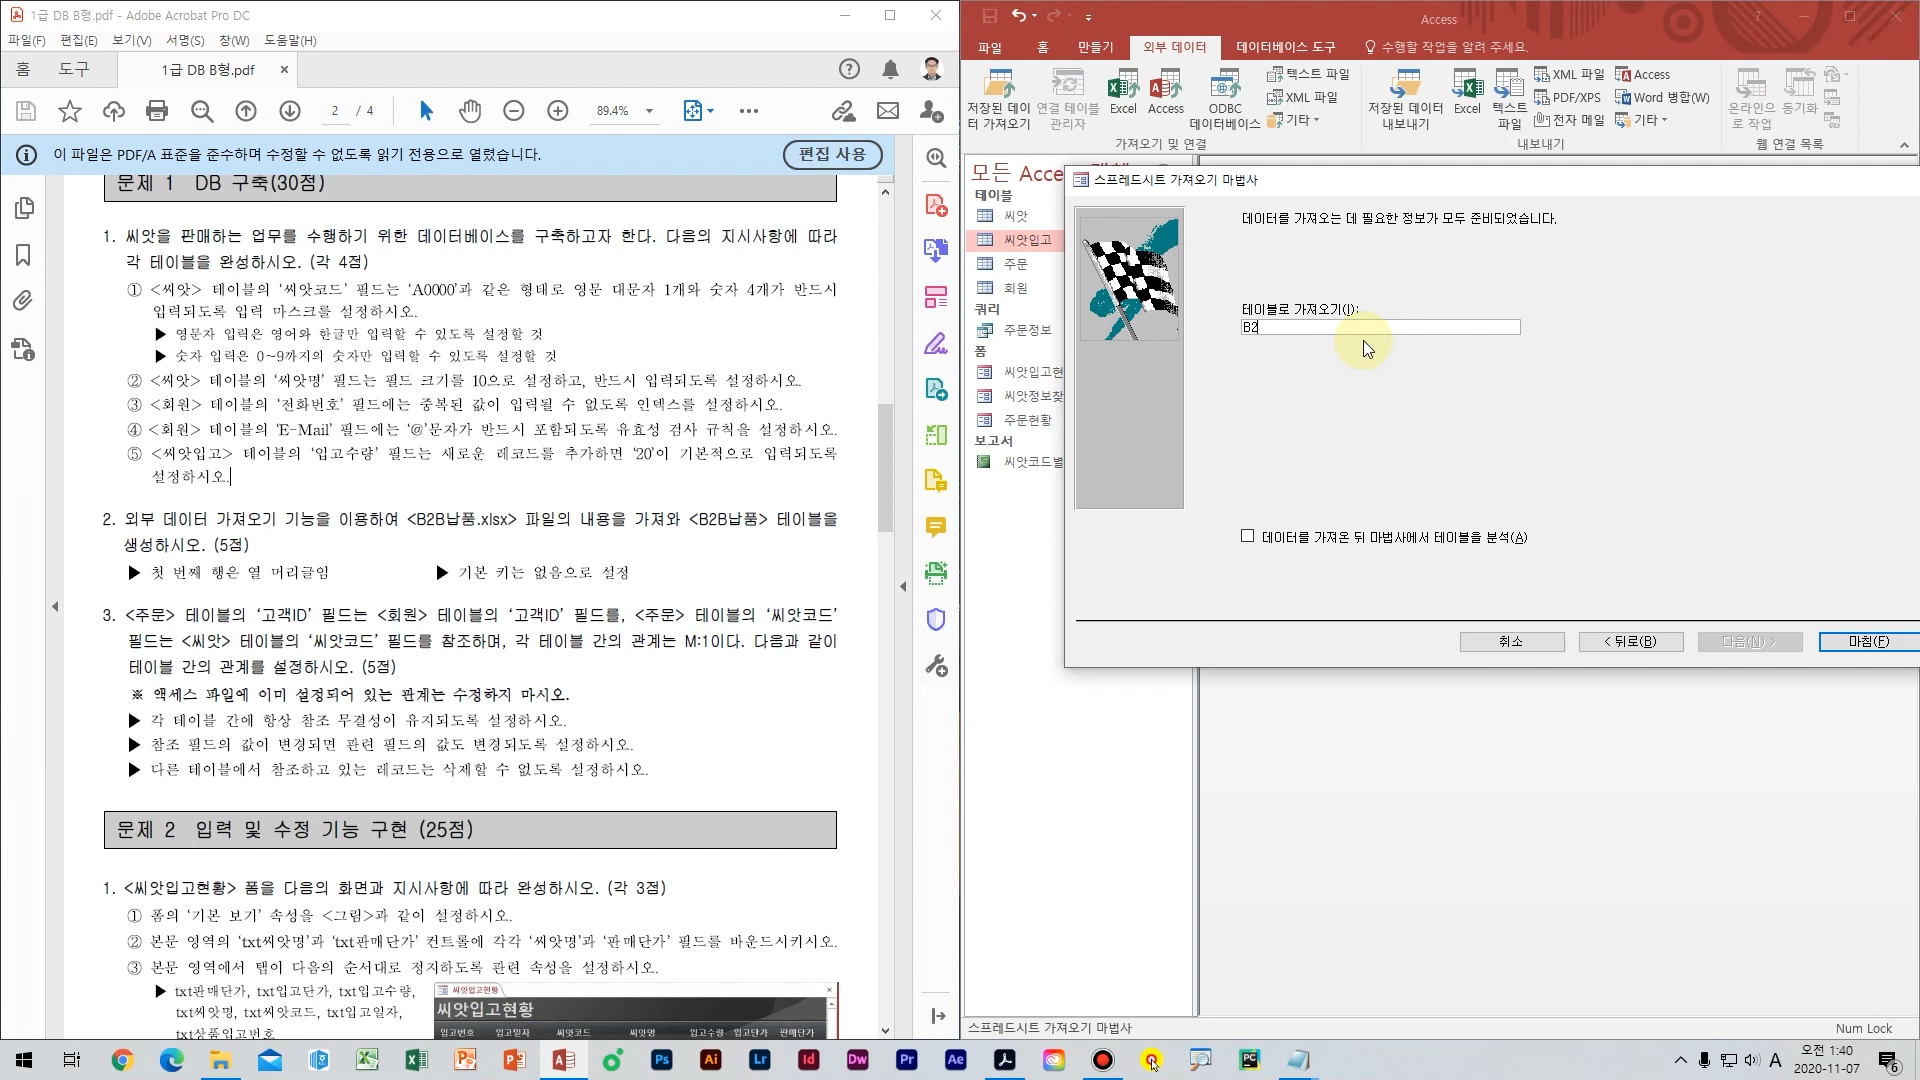 1급 DB B형.pdf - Adobe Acrobat Pro DC
파일(F) 편집(E) 보기(V) 서명(S) 창(W) 도움말(H)
홈 도구 1급 DB B형.pdf ×
2 / 4 89.4%
이 파일은 PDF/A 표준을 준수하며 수정할 수 없도록 읽기 전용으로 열렸습니다. 편집 사용
문제 1 DB 구축(30점)
1. 씨앗을 판매하는 업무를 수행하기 위한 데이터베이스를 구축하고자 한다. 다음의 지시사항에 따라
각 테이블을 완성하시오. (각 4점)
① <씨앗> 테이블의 ‘씨앗코드’ 필드는 ‘A0000’과 같은 형태로 영문 대문자 1개와 숫자 4개가 반드시
입력되도록 입력 마스크를 설정하시오.
▶ 영문자 입력은 영어와 한글만 입력할 수 있도록 설정할 것
▶ 숫자 입력은 0~9까지의 숫자만 입력할 수 있도록 설정할 것
② <씨앗> 테이블의 ‘씨앗명’ 필드는 필드 크기를 10으로 설정하고, 반드시 입력되도록 설정하시오.
③ <회원> 테이블의 ‘전화번호’ 필드에는 중복된 값이 입력될 수 없도록 인덱스를 설정하시오.
④ <회원> 테이블의 ‘E-Mail’ 필드에는 ‘@’문자가 반드시 포함되도록 유효성 검사 규칙을 설정하시오.
⑤ <씨앗입고> 테이블의 ‘입고수량’ 필드는 새로운 레코드를 추가하면 ‘20’이 기본적으로 입력되도록
설정하시오.
2. 외부 데이터 가져오기 기능을 이용하여 <B2B납품.xlsx> 파일의 내용을 가져와 <B2B납품> 테이블을
생성하시오. (5점)
▶ 첫 번째 행은 열 머리글임 ▶ 기본 키는 없음으로 설정
3. <주문> 테이블의 ‘고객ID’ 필드는 <회원> 테이블의 ‘고객ID’ 필드를, <주문> 테이블의 ‘씨앗코드’
필드는 <씨앗> 테이블의 ‘씨앗코드’ 필드를 참조하며, 각 테이블 간의 관계는 M:1이다. 다음과 같이
테이블 간의 관계를 설정하시오. (5점)
※ 액세스 파일에 이미 설정되어 있는 관계는 수정하지 마시오.
▶ 각 테이블 간에 항상 참조 무결성이 유지되도록 설정하시오.
▶ 참조 필드의 값이 변경되면 관련 필드의 값도 변경되도록 설정하시오.
▶ 다른 테이블에서 참조하고 있는 레코드는 삭제할 수 없도록 설정하시오.
문제 2 입력 및 수정 기능 구현 (25점)
1. <씨앗입고현황> 폼을 다음의 화면과 지시사항에 따라 완성하시오. (각 3점)
① 폼의 ‘기본 보기’ 속성을 <그림>과 같이 설정하시오.
② 본문 영역의 ‘txt씨앗명’과 ‘txt판매단가’ 컨트롤에 각각 ‘씨앗명’과 ‘판매단가’ 필드를 바운드시키시오.
③ 본문 영역에서 탭이 다음의 순서대로 정지하도록 관련 속성을 설정하시오.
▶ txt판매단가, txt입고단가, txt입고수량,
txt씨앗명, txt씨앗코드, txt입고일자,
txt상품입고번호
씨앗입고현황
씨앗입고현황
입고번호 입고일자 씨앗코드 씨앗명 입고수량 입고단가 판매단가
Access
파일 홈 만들기 외부 데이터 데이터베이스 도구 수행할 작업을 알려 주세요.
저장된 데이터 가져오기 연결 테이블 관리자 Excel Access ODBC 데이터베이스 텍스트 파일 XML 파일 기타
가져오기 및 연결
저장된 데이터 내보내기 Excel 텍스트 파일 XML 파일 PDF/XPS 전자 메일 Access Word 병합(W) 기타
내보내기
온라인으로 작업 동기화
웹 연결 목록
모든 Acce
테이블
씨앗
씨앗입고
주문
회원
쿼리
주문정보
폼
씨앗입고현
씨앗정보찾
주문현황
보고서
씨앗코드별
스프레드시트 가져오기 마법사
데이터를 가져오는 데 필요한 정보가 모두 준비되었습니다.
테이블로 가져오기(I):
B2
데이터를 가져온 뒤 마법사에서 테이블을 분석(A)
취소 < 뒤로(B) 다음(N) > 마침(F)
스프레드시트 가져오기 마법사 Num Lock
Ps Ai Lr Id Dw Pr Ae PC
A 오전 1:40
2020-11-07 6